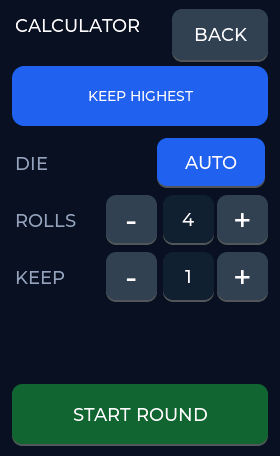 CALCULATOR
BACK
KEEP HIGHEST
DIE
AUTO
ROLLS
-
4
+
KEEP
-
1
+
START ROUND